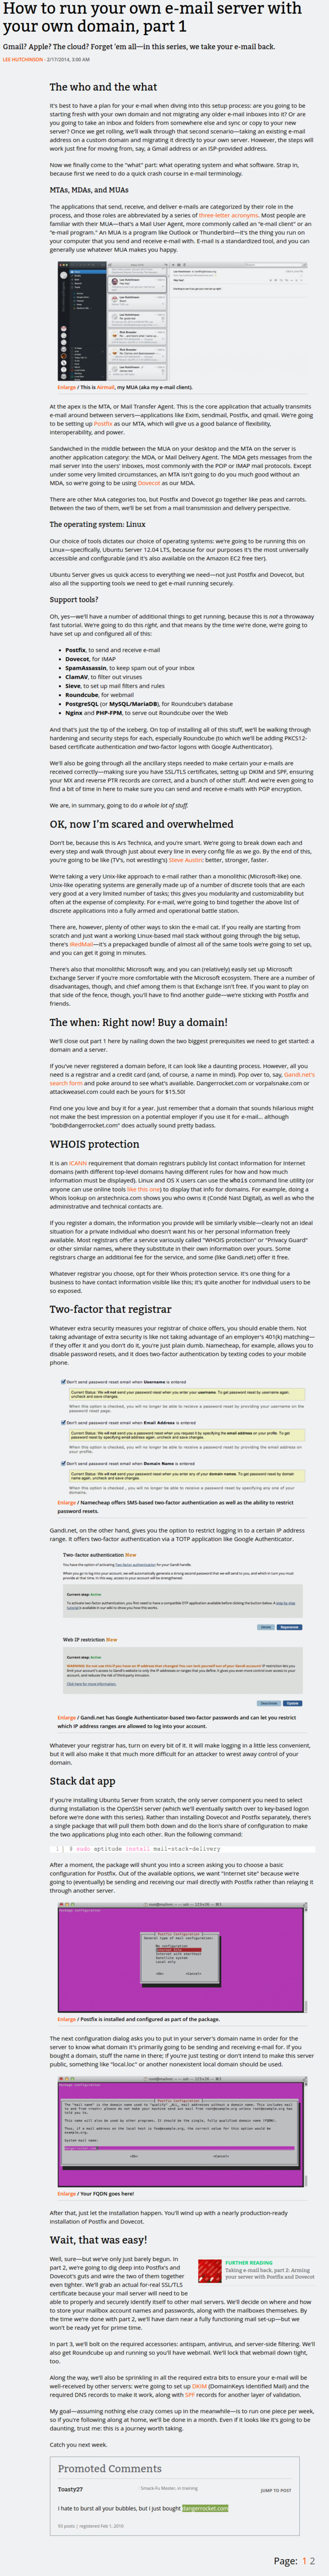 How to run your own e-mail server with
your own domain, part 1
Gmail? Apple? The cloud? Forget 'em all—in this series, we take your e-mail back.
LEE HUTCHINSON - 2/17/2014, 3:00 AM
The who and the what
It's best to have a plan for your e-mail when diving into this setup process: are you going to be
starting fresh with your own domain and not migrating any older e-mail inboxes into it? Or are
you going to take an inbox and folders from somewhere else and sync or copy to your new
server? Once we get rolling, we'll walk through that second scenario—taking an existing e-mail
address on a custom domain and migrating it directly to your own server. However, the steps will
work just fine for moving from, say, a Gmail address or an ISP-provided address.
Now we finally come to the "what" part: what operating system and what software. Strap in,
because first we need to do a quick crash course in e-mail terminology.
MTAs, MDAs, and MUAs
The applications that send, receive, and deliver e-mails are categorized by their role in the
process, and those roles are abbreviated by a series of three-letter acronyms. Most people are
familiar with their MUA—that's a Mail User Agent, more commonly called an "e-mail client" or an
"e-mail program." An MUA is a program like Outlook or Thunderbird—it's the thing you run on
your computer that you send and receive e-mail with. E-mail is a standardized tool, and you can
generally use whatever MUA makes you happy.
Enlarge / This is Airmail, my MUA (aka my e-mail client).
At the apex is the MTA, or Mail Transfer Agent. This is the core application that actually transmits
e-mail around between servers—applications like Exim, sendmail, Postfix, and qmail. We're going
to be setting up Postfix as our MTA, which will give us a good balance of flexibility,
interoperability, and power.
Sandwiched in the middle between the MUA on your desktop and the MTA on the server is
another application category: the MDA, or Mail Delivery Agent. The MDA gets messages from the
mail server into the users' inboxes, most commonly with the POP or IMAP mail protocols. Except
under some very limited circumstances, an MTA isn't going to do you much good without an
MDA, so we're going to be using Dovecot as our MDA.
There are other MxA categories too, but Postfix and Dovecot go together like peas and carrots.
Between the two of them, we'll be set from a mail transmission and delivery perspective.
The operating system: Linux
Our choice of tools dictates our choice of operating systems: we're going to be running this on
Linux—specifically, Ubuntu Server 12.04 LTS, because for our purposes it's the most universally
accessible and configurable (and it's also available on the Amazon EC2 free tier).
Ubuntu Server gives us quick access to everything we need—not just Postfix and Dovecot, but
also all the supporting tools we need to get e-mail running securely.
Support tools?
Oh, yes—we'll have a number of additional things to get running, because this is not a throwaway
fast tutorial. We're going to do this right, and that means by the time we're done, we're going to
have set up and configured all of this:
• Postfix, to send and receive e-mail
• Dovecot, for IMAP
• SpamAssassin, to keep spam out of your inbox
• ClamAV, to filter out viruses
• Sieve, to set up mail filters and rules
• Roundcube, for webmail
• PostgreSQL (or MySQL/MariaDB), for Roundcube's database
• Nginx and PHP-FPM, to serve out Roundcube over the Web
And that's just the tip of the iceberg. On top of installing all of this stuff, we'll be walking through
hardening and security steps for each, especially Roundcube (to which we'll be adding PKCS12-
based certificate authentication and two-factor logons with Google Authenticator).
We'll also be going through all the ancillary steps needed to make certain your e-mails are
received correctly—making sure you have SSL/TLS certificates, setting up DKIM and SPF, ensuring
your MX and reverse PTR records are correct, and a bunch of other stuff. And we're even going to
find a bit of time in here to make sure you can send and receive e-mails with PGP encryption.
We are, in summary, going to do a whole lot of stuff.
OK, now I'm scared and overwhelmed
Don't be, because this is Ars Technica, and you're smart. We're going to break down each and
every step and walk through just about every line in every config file as we go. By the end of this,
you're going to be like (TV's, not wrestling's) Steve Austin: better, stronger, faster.
We're taking a very Unix-like approach to e-mail rather than a monolithic (Microsoft-like) one.
Unix-like operating systems are generally made up of a number of discrete tools that are each
very good at a very limited number of tasks; this gives you modularity and customizability but
often at the expense of complexity. For e-mail, we're going to bind together the above list of
discrete applications into a fully armed and operational battle station.
There are, however, plenty of other ways to skin the e-mail cat. If you really are starting from
scratch and just want a working Linux-based mail stack without going through the big setup,
there's iRedMail—it's a prepackaged bundle of almost all of the same tools we're going to set up,
and you can get it going in minutes.
There's also that monolithic Microsoft way, and you can (relatively) easily set up Microsoft
Exchange Server if you're more comfortable with the Microsoft ecosystem. There are a number of
disadvantages, though, and chief among them is that Exchange isn't free. If you want to play on
that side of the fence, though, you'll have to find another guide—we're sticking with Postfix and
friends.
The when: Right now! Buy a domain!
We'll close out part 1 here by nailing down the two biggest prerequisites we need to get started: a
domain and a server.
If you've never registered a domain before, it can look like a daunting process. However, all you
need is a registrar and a credit card (and, of course, a name in mind). Pop over to, say, Gandi.net's
search form and poke around to see what's available. Dangerrocket.com or vorpalsnake.com or
attackweasel.com could each be yours for $15.50!
Find one you love and buy it for a year. Just remember that a domain that sounds hilarious might
not make the best impression on a potential employer if you use it for e-mail... although
"bob@dangerrocket.com" does actually sound pretty badass.
WHOIS protection
It is an ICANN requirement that domain registrars publicly list contact information for Internet
domains (with different top-level domains having different rules for how and how much
information must be displayed). Linux and OS X users can use the whois command line utility (or
anyone can use online tools like this one) to display that info for domains. For example, doing a
Whois lookup on arstechnica.com shows you who owns it (Condé Nast Digital), as well as who the
administrative and technical contacts are.
If you register a domain, the information you provide will be similarly visible—clearly not an ideal
situation for a private individual who doesn't want his or her personal information freely
available. Most registrars offer a service variously called "WHOIS protection" or "Privacy Guard"
or other similar names, where they substitute in their own information over yours. Some
registrars charge an additional fee for the service, and some (like Gandi.net) offer it free.
Whatever registrar you choose, opt for their Whois protection service. It's one thing for a
business to have contact information visible like this; it's quite another for individual users to be
so exposed.
Two-factor that registrar
Whatever extra security measures your registrar of choice offers, you should enable them. Not
taking advantage of extra security is like not taking advantage of an employer's 401(k) matching—
if they offer it and you don't do it, you're just plain dumb. Namecheap, for example, allows you to
disable password resets, and it does two-factor authentication by texting codes to your mobile
phone.
Don't send password reset email when Username is entered
Current Status: We will send your password reset when you enter your username. To get password reset by username again,
uncheck and save changes.
When this option is checked, you will no longer be able to receive a password reset by providing your username on the
password reset page.
Don't send password reset email when Email Address is entered
Current Status: We will send your password reset when you request it by specifying the email address on your profile. To get
password reset by specifying email address again, uncheck and save changes.
When this option is checked, you will no longer be able to receive a password reset by providing the email address on
your profile.
Don't send password reset email when Domain Name is entered
Current Status: We will send your password reset when you enter any of your domain names. To get password reset by domain
name again, uncheck and save changes.
When this option is checked, you will no longer be able to receive a password reset by specifying any one of your
domains.
Enlarge / Namecheap offers SMS-based two-factor authentication as well as the ability to restrict
password resets.
Gandi.net, on the other hand, gives you the option to restrict logging in to a certain IP address
range. It offers two-factor authentication via a TOTP application like Google Authenticator.
Two-factor authentication New
You have the option of activating Two-factor authentication for your Gandi handle.
Current step: Active
Web IP restriction New
Current step: Active
Click here for more information.
Enlarge / Gandi.net has Google Authenticator-based two-factor passwords and can let you restrict
which IP address ranges are allowed to log into your account.
Whatever your registrar has, turn on every bit of it. It will make logging in a little less convenient,
but it will also make it that much more difficult for an attacker to wrest away control of your
domain.
Stack dat app
If you're installing Ubuntu Server from scratch, the only server component you need to select
during installation is the OpenSSH server (which we'll eventually switch over to key-based logon
before we're done with this series). Rather than installing Dovecot and Postfix separately, there's
a single package that will pull them both down and do the lion's share of configuration to make
the two applications plug into each other. Run the following command:
1 # sudo aptitude install mail-stack-delivery
After a moment, the package will shunt you into a screen asking you to choose a basic
configuration for Postfix. Out of the available options, we want "Internet site" because we're
going to (eventually) be sending and receiving our mail directly with Postfix rather than relaying it
through another server.
Postfix Configuration
General type of mail configuration:
No configuration
Internet Site
Internet with smarthost
Satellite system
Local only
<Ok> <Cancel>
Enlarge / Postfix is installed and configured as part of the package.
The next configuration dialog asks you to put in your server's domain name in order for the
server to know what domain it's primarily going to be sending and receiving e-mail for. If you
bought a domain, stuff the name in there; if you're just testing or don't intend to make this server
public, something like "local.loc" or another nonexistent local domain should be used.
Postfix Configuration
System mail name:
<Ok> <Cancel>
Enlarge / Your FQDN goes here!
After that, just let the installation happen. You'll wind up with a nearly production-ready
installation of Postfix and Dovecot.
Wait, that was easy!
Well, sure—but we've only just barely begun. In
part 2, we're going to dig deep into Postfix's and
Dovecot's guts and wire the two of them together
even tighter. We'll grab an actual for-real SSL/TLS
certificate because your mail server will need to be
able to properly and securely identify itself to other mail servers. We'll decide on where and how
to store your mailbox account names and passwords, along with the mailboxes themselves. By
the time we're done with part 2, we'll have darn near a fully functioning mail set-up—but we
won't be ready yet for prime time.
FURTHER READING
Taking e-mail back, part 2: Arming
your server with Postfix and Dovecot
In part 3, we'll bolt on the required accessories: antispam, antivirus, and server-side filtering. We'll
also get Roundcube up and running so you'll have webmail. We'll lock that webmail down tight,
too.
Along the way, we'll also be sprinkling in all the required extra bits to ensure your e-mail will be
well-received by other servers: we're going to set up DKIM (DomainKeys Identified Mail) and the
required DNS records to make it work, along with SPF records for another layer of validation.
My goal—assuming nothing else crazy comes up in the meanwhile—is to run one piece per week,
so if you're following along at home, we'll be done in a month. Even if it looks like it's going to be
daunting, trust me: this is a journey worth taking.
Catch you next week.
Promoted Comments
Toasty27 Smack-Fu Master, in training JUMP TO POST
I hate to burst all your bubbles, but I just bought dangerrocket.com
93 posts | registered Feb 1, 2010
Page: 1 2